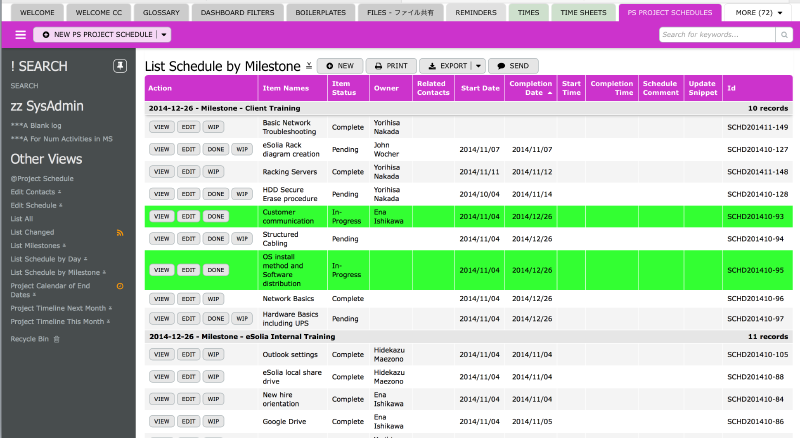 WELCOME WELCOME CC GLOSSARY DASHBOARD FILTERS BOILERPLATES FILES - ファイル共有 REMINDERS TIMES TIME SHEETS PS PROJECT SCHEDULES MORE (72)
NEW PS PROJECT SCHEDULE Search for keywords...
! SEARCH
SEARCH
zz SysAdmin
***A Blank log
***A For Num Activities in MS
Other Views
@Project Schedule
Edit Contacts
Edit Schedule
List All
List Changed
List Milestones
List Schedule by Day
List Schedule by Milestone
Project Calendar of End
Dates
Project Timeline Next Month
Project Timeline This Month
Recycle Bin
List Schedule by Milestone NEW PRINT EXPORT SEND
Action Item Names Item Status Owner Related Contacts Start Date Completion Date Start Time Completion Time Schedule Comment Update Snippet Id
2014-12-26 - Milestone - Client Training 10 records
VIEW EDIT WIP Basic Network Troubleshooting Complete Yorihisa Nakada SCHD201411-149
VIEW EDIT DONE WIP eSolia Rack diagram creation Pending John Wocher 2014/11/07 2014/11/07 SCHD201410-127
VIEW EDIT WIP Racking Servers Complete Yorihisa Nakada 2014/11/11 2014/11/12 SCHD201411-148
VIEW EDIT DONE WIP HDD Secure Erase procedure Pending Yorihisa Nakada 2014/10/04 2014/11/14 SCHD201410-128
VIEW EDIT DONE Customer communication In-Progress Ena Ishikawa 2014/11/04 2014/12/26 SCHD201410-93
VIEW EDIT DONE WIP Structured Cabling Pending 2014/11/04 2014/12/26 SCHD201410-94
VIEW EDIT DONE OS install method and Software distribution In-Progress 2014/11/04 2014/12/26 SCHD201410-95
VIEW EDIT WIP Network Basics Complete 2014/11/04 2014/12/26 SCHD201410-96
VIEW EDIT DONE WIP Hardware Basics including UPS Pending 2014/11/04 2014/12/26 SCHD201410-97
2014-12-26 - Milestone - eSolia Internal Training 11 records
VIEW EDIT WIP Outlook settings Complete Hidekazu Maezono 2014/11/04 2014/11/04 SCHD201410-105
VIEW EDIT WIP eSolia local share drive Complete Hidekazu Maezono 2014/11/04 2014/11/04 SCHD201410-88
VIEW EDIT WIP New hire orientation Complete Ena Ishikawa 2014/11/04 2014/11/04 SCHD201410-84
VIEW EDIT WIP Google Drive Complete Ena Ishikawa 2014/11/04 2014/11/05 SCHD201410-86